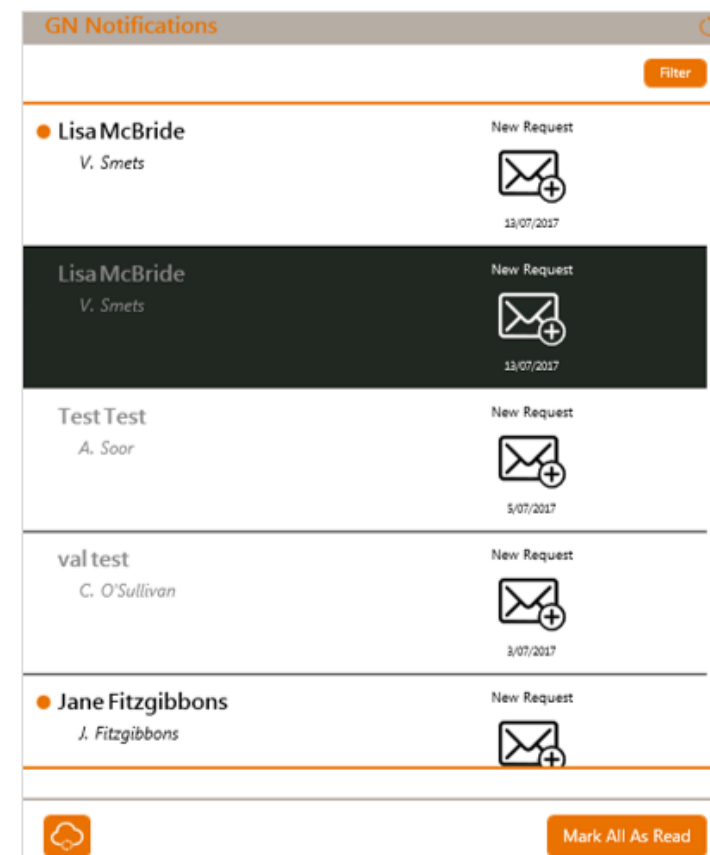 GN Notifications
Filter
Lisa McBride
New Request
V. Smets
13/07/2017
Lisa McBride
New Request
V. Smets
13/07/2017
Test Test
New Request
A. Soor
5/07/2017
val test
New Request
C. O'Sullivan
3/07/2017
Jane Fitzgibbons
New Request
J. Fitzgibbons
Mark All As Read